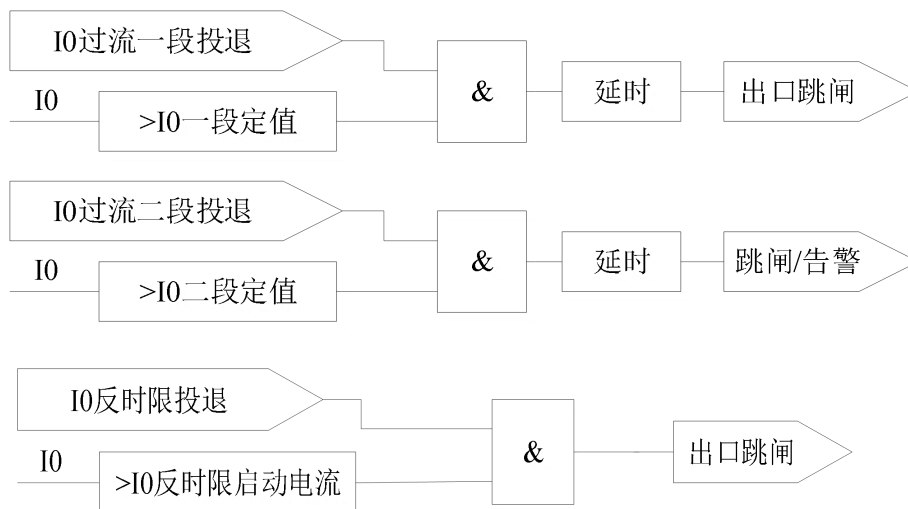 I0过流一段投退
I0
>I0一段定值
&
延时
出口跳闸
I0过流二段投退
I0
>I0二段定值
&
延时
跳闸/告警
I0反时限投退
I0
>I0反时限启动电流
&
出口跳闸